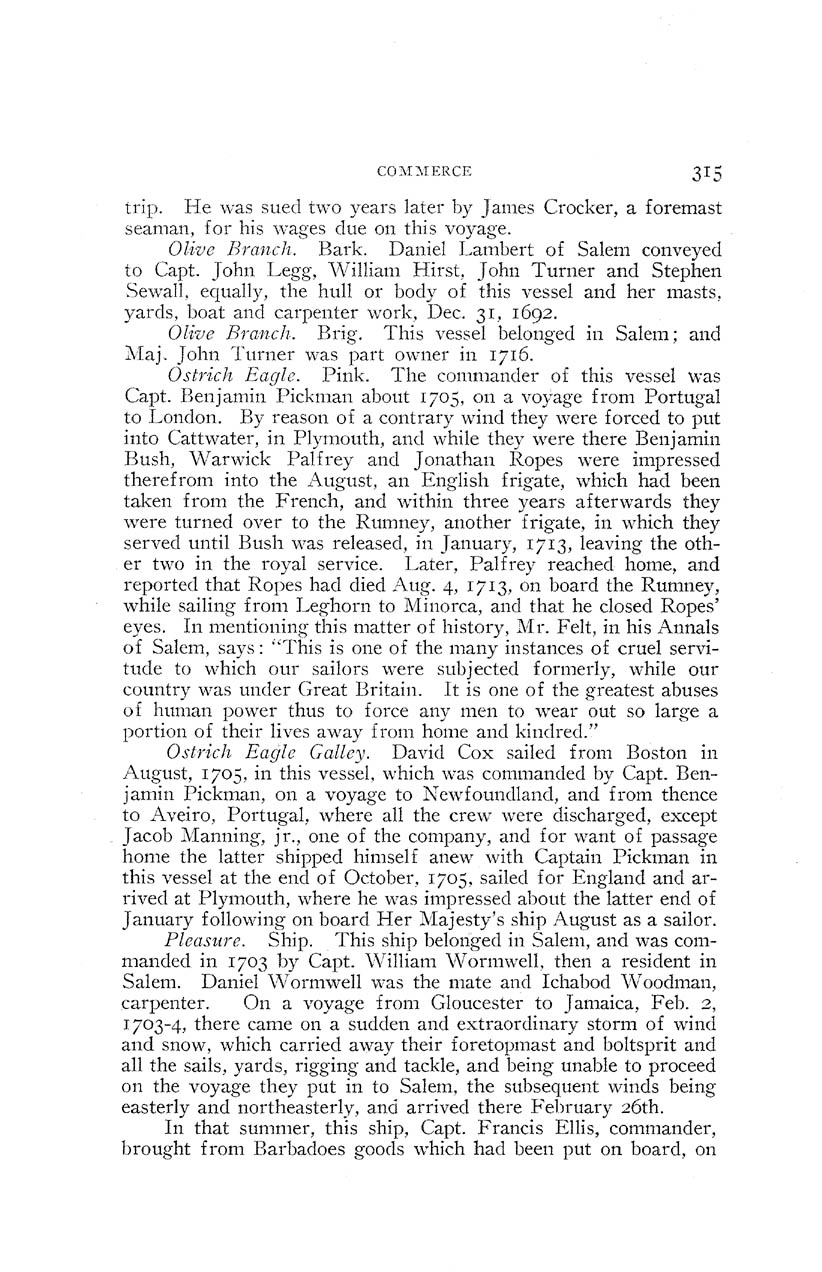 COMMERCE 315
trip. He was sued two years later by James Crocker, a foremast
seaman, for his wages due on this voyage.
Olive Branch. Bark. Daniel Lambert of Salem conveyed
to Capt. John Legg, William Hirst, John Turner and Stephen
Sewall, equally, the hull or body of this vessel and her masts,
yards, boat and carpenter work, Dec. 31, 1692.
Olive Branch. Brig. This vessel belonged in Salem; and
Maj. John Turner was part owner in 1716.
Ostrich Eagle. Pink. The commander of this vessel was
Capt. Benjamin Pickman about 1705, on a voyage from Portugal
to London. By reason of a contrary wind they were forced to put
into Cattwater, in Plymouth, and while they were there Benjamin
Bush, Warwick Palfrey and Jonathan Ropes were impressed
therefrom into the August, an English frigate, which had been
taken from the French, and within three years afterwards they
were turned over to the Rumney, another frigate, in which they
served until Bush was released, in January, 1713, leaving the oth-
er two in the royal service. Later, Palfrey reached home, and
reported that Ropes had died Aug. 4, 1713, on board the Rumney,
while sailing from Leghorn to Minorca, and that he closed Ropes'
eyes. In mentioning this matter of history, Mr. Felt, in his Annals
of Salem, says: "This is one of the many instances of cruel servi-
tude to which our sailors were subjected formerly, while our
country was under Great Britain. It is one of the greatest abuses
of human power thus to force any men to wear out so large a
portion of their lives away from home and kindred."
Ostrich Eagle Galley. David Cox sailed from Boston in
August, 1705, in this vessel, which was commanded by Capt. Ben-
jamin Pickman, on a voyage to Newfoundland, and from thence
to Aveiro, Portugal, where all the crew were discharged, except
Jacob Manning, jr., one of the company, and for want of passage
home the latter shipped himself anew with Captain Pickman in
this vessel at the end of October, 1705, sailed for England and ar-
rived at Plymouth, where he was impressed about the latter end of
January following on board Her Majesty's ship August as a sailor.
Pleasure. Ship. This ship belonged in Salem, and was com-
manded in 1703 by Capt. William Wormwell, then a resident in
Salem. Daniel Wormwell was the mate and Ichabod Woodman,
carpenter. On a voyage from Gloucester to Jamaica, Feb. 2,
1703-4, there came on a sudden and extraordinary storm of wind
and snow, which carried away their foretopmast and boltsprit and
all the sails, yards, rigging and tackle, and being unable to proceed
on the voyage they put in to Salem, the subsequent winds being
easterly and northeasterly, and arrived there February 26th.
In that summer, this ship, Capt. Francis Ellis, commander,
brought from Barbadoes goods which had been put on board, on